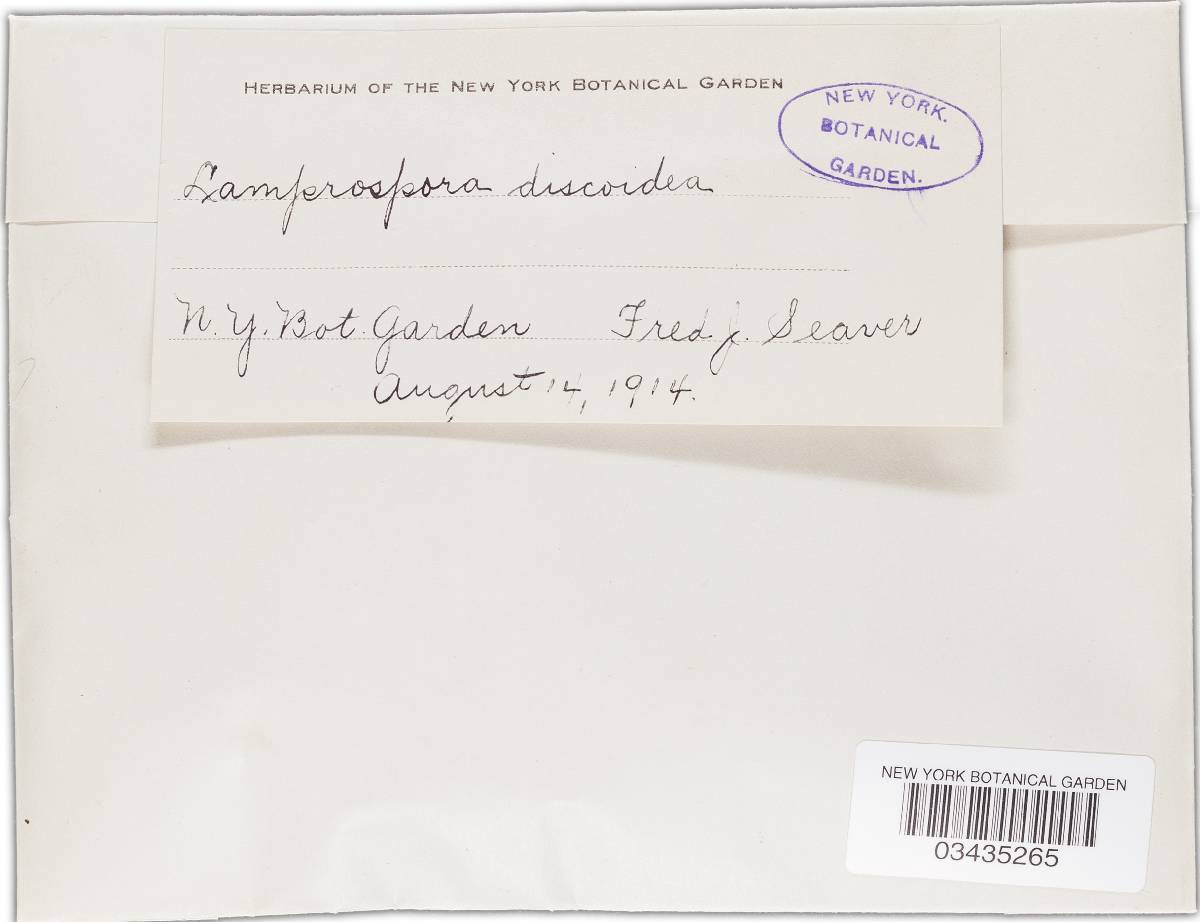 HERBARIUM OF THE NEW YORK BOTANICAL GARDEN
NEW YORK.
BOTANICAL
GARDEN.
Lamprospora discoidea
N. Y. Bot. Garden Fred. J. Seaver
August 14, 1914.
NEW YORK BOTANICAL GARDEN
03435265